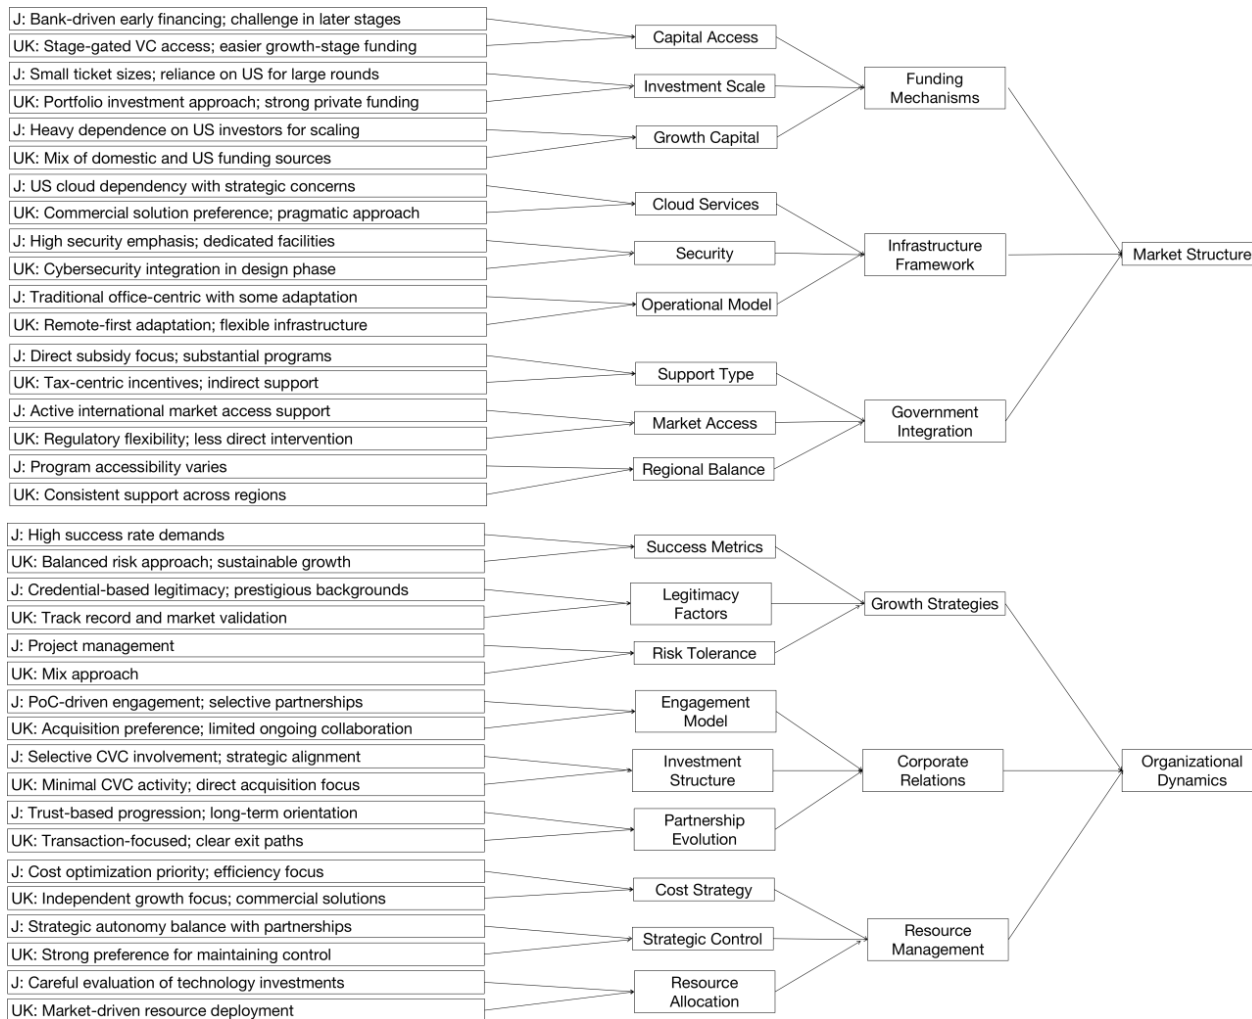 J: Bank-driven early financing; challenge in later stages
UK: Stage-gated VC access; easier growth-stage funding
J: Small ticket sizes; reliance on US for large rounds
UK: Portfolio investment approach; strong private funding
J: Heavy dependence on US investors for scaling
UK: Mix of domestic and US funding sources
J: US cloud dependency with strategic concerns
UK: Commercial solution preference; pragmatic approach
J: High security emphasis; dedicated facilities
UK: Cybersecurity integration in design phase
J: Traditional office-centric with some adaptation
UK: Remote-first adaptation; flexible infrastructure
J: Direct subsidy focus; substantial programs
UK: Tax-centric incentives; indirect support
J: Active international market access support
UK: Regulatory flexibility; less direct intervention
J: Program accessibility varies
UK: Consistent support across regions
Capital Access
Investment Scale
Growth Capital
Cloud Services
Security
Operational Model
Support Type
Market Access
Regional Balance
Funding
Mechanisms
Infrastructure
Framework
Government
Integration
Market Structure
J: High success rate demands
UK: Balanced risk approach; sustainable growth
J: Credential-based legitimacy; prestigious backgrounds
UK: Track record and market validation
J: Project management
UK: Mix approach
J: PoC-driven engagement; selective partnerships
UK: Acquisition preference; limited ongoing collaboration
J: Selective CVC involvement; strategic alignment
UK: Minimal CVC activity; direct acquisition focus
J: Trust-based progression; long-term orientation
UK: Transaction-focused; clear exit paths
J: Cost optimization priority; efficiency focus
UK: Independent growth focus; commercial solutions
J: Strategic autonomy balance with partnerships
UK: Strong preference for maintaining control
J: Careful evaluation of technology investments
UK: Market-driven resource deployment
Success Metrics
Legitimacy
Factors
Risk Tolerance
Engagement
Model
Investment
Structure
Partnership
Evolution
Cost Strategy
Strategic Control
Resource
Allocation
Growth Strategies
Corporate
Relations
Resource
Management
Organizational
Dynamics